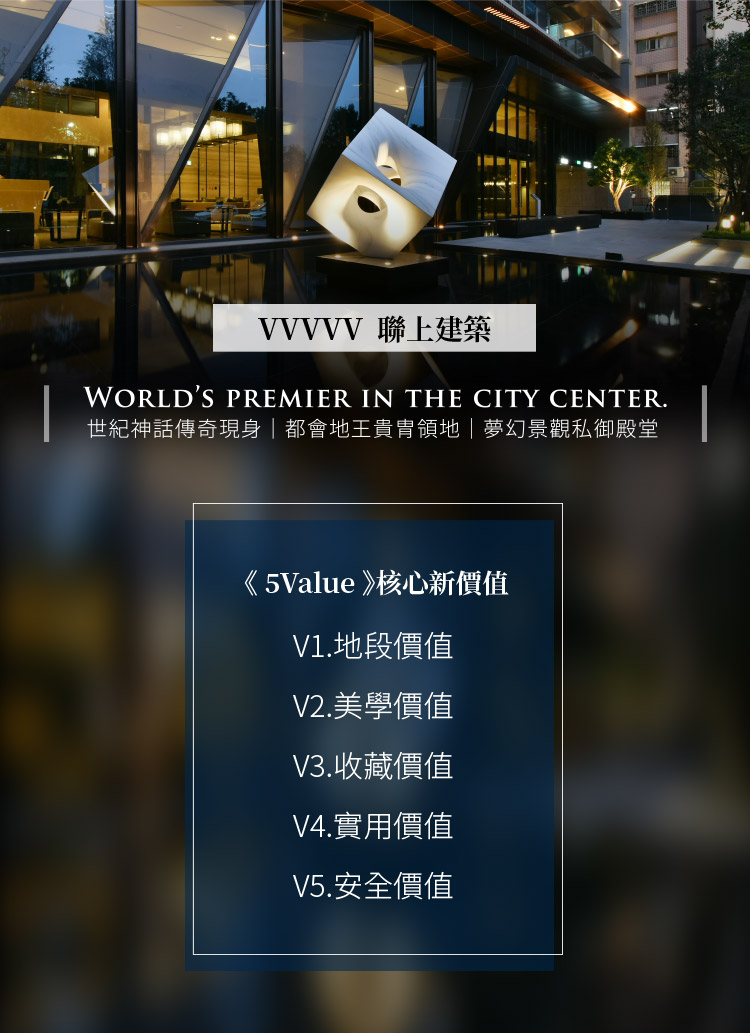 VVVVV 聯上建築
WORLD'S PREMIER IN THE CITY CENTER.
世紀神話傳奇現身｜都會地王貴冑領地｜夢幻景觀私御殿堂
《 5Value 》核心新價值
V1.地段價值
V2.美學價值
V3.收藏價值
V4.實用價值
V5.安全價值